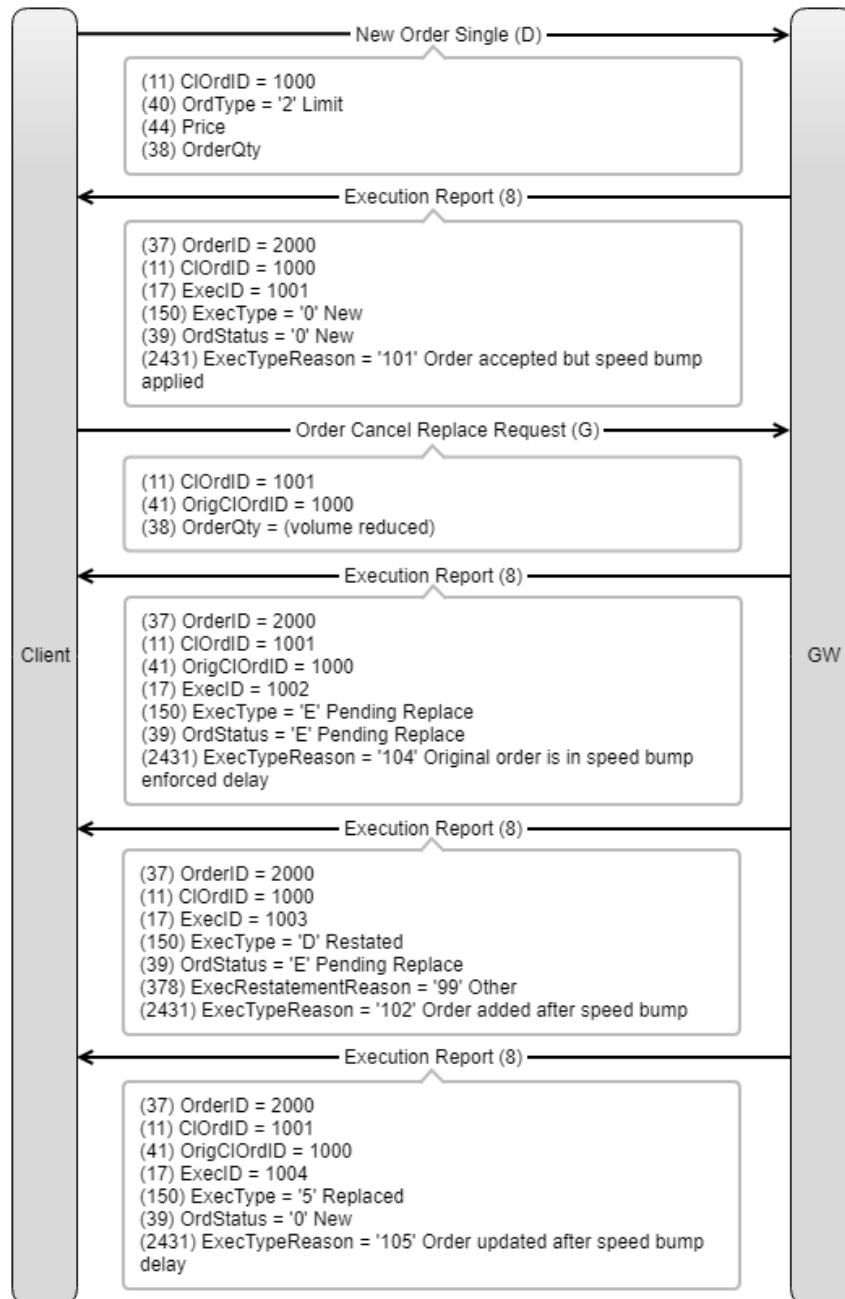 New Order Single (D)
(11) ClOrdID = 1000
(40) OrdType = '2' Limit
(44) Price
(38) OrderQty
Execution Report (8)
(37) OrderID = 2000
(11) ClOrdID = 1000
(17) ExecID = 1001
(150) ExecType = '0' New
(39) OrdStatus = '0' New
(2431) ExecTypeReason = '101' Order accepted but speed bump
applied
Order Cancel Replace Request (G)
(11) ClOrdID = 1001
(41) OrigClOrdID = 1000
(38) OrderQty = (volume reduced)
Execution Report (8)
(37) OrderID = 2000
(11) ClOrdID = 1001
(41) OrigClOrdID = 1000
(17) ExecID = 1002
(150) ExecType = 'E' Pending Replace
(39) OrdStatus = 'E' Pending Replace
(2431) ExecTypeReason = '104' Original order is in speed bump
enforced delay
Client
GW
Execution Report (8)
(37) OrderID = 2000
(11) ClOrdID = 1000
(17) ExecID = 1003
(150) ExecType = 'D' Restated
(39) OrdStatus = 'E' Pending Replace
(378) ExecRestatementReason = '99' Other
(2431) ExecTypeReason = '102' Order added after speed bump
Execution Report (8)
(37) OrderID = 2000
(11) ClOrdID = 1001
(41) OrigClOrdID = 1000
(17) ExecID = 1004
(150) ExecType = '5' Replaced
(39) OrdStatus = '0' New
(2431) ExecTypeReason = '105' Order updated after speed bump
delay